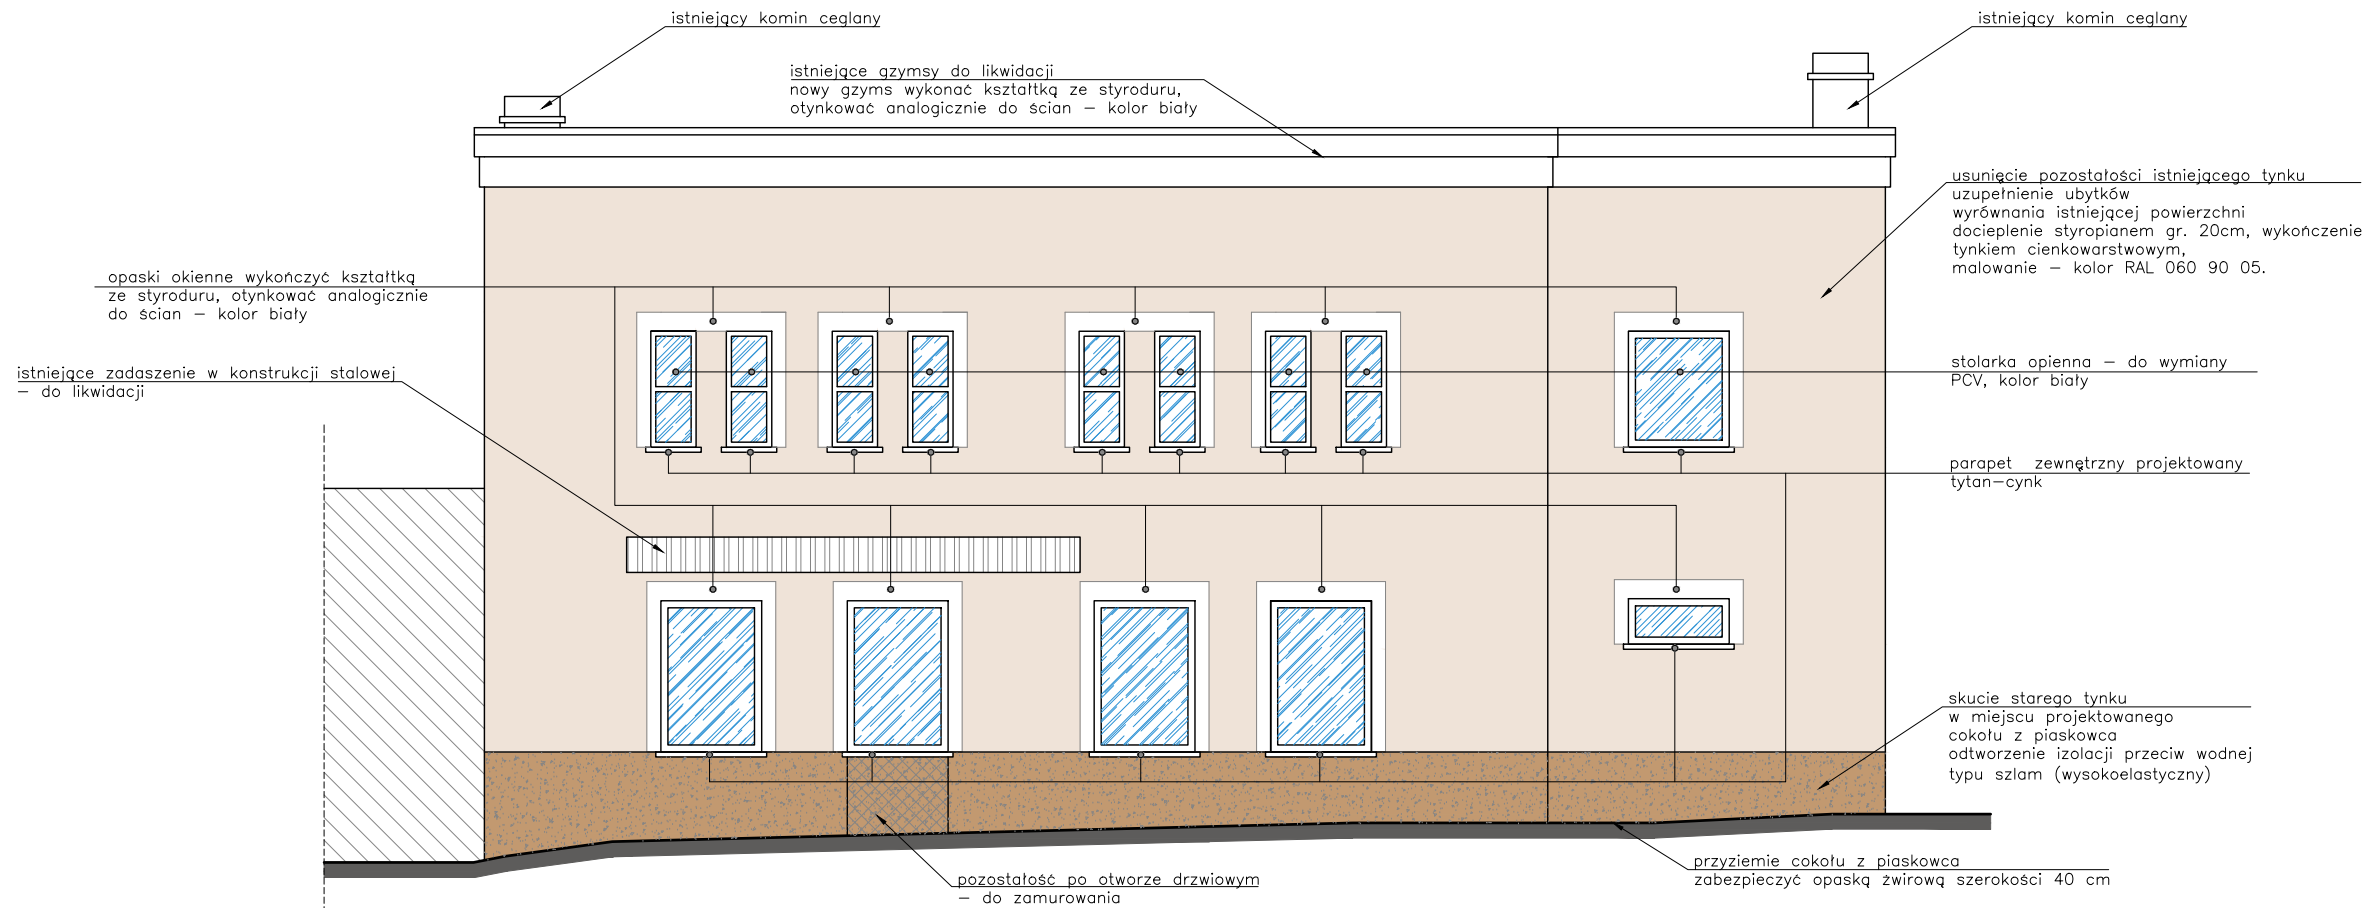 istniejący komin ceglany
istniejący komin ceglany
istniejące gzymsy do likwidacji
nowy gzyms wykonać kształtką ze styroduru,
otynkować analogicznie do ścian – kolor biały
usunięcie pozostałości istniejącego tynku
uzupełnienie ubytków
wyrównania istniejącej powierzchni
docieplenie styropianem gr. 20cm, wykończenie
tynkiem cienkowarstwowym,
malowanie – kolor RAL 060 90 05.
opaski okienne wykończyć kształtką
ze styroduru, otynkować analogicznie
do ścian – kolor biały
istniejące zadaszenie w konstrukcji stalowej
– do likwidacji
stolarka opienna – do wymiany
PCV, kolor biały
parapet zewnętrzny projektowany
tytan–cynk
skucie starego tynku
w miejscu projektowanego
cokołu z piaskowca
odtworzenie izolacji przeciw wodnej
typu szlam (wysokoelastyczny)
przyziemie cokołu z piaskowca
zabezpieczyć opaską żwirową szerokości 40 cm
pozostałość po otworze drzwiowym
– do zamurowania